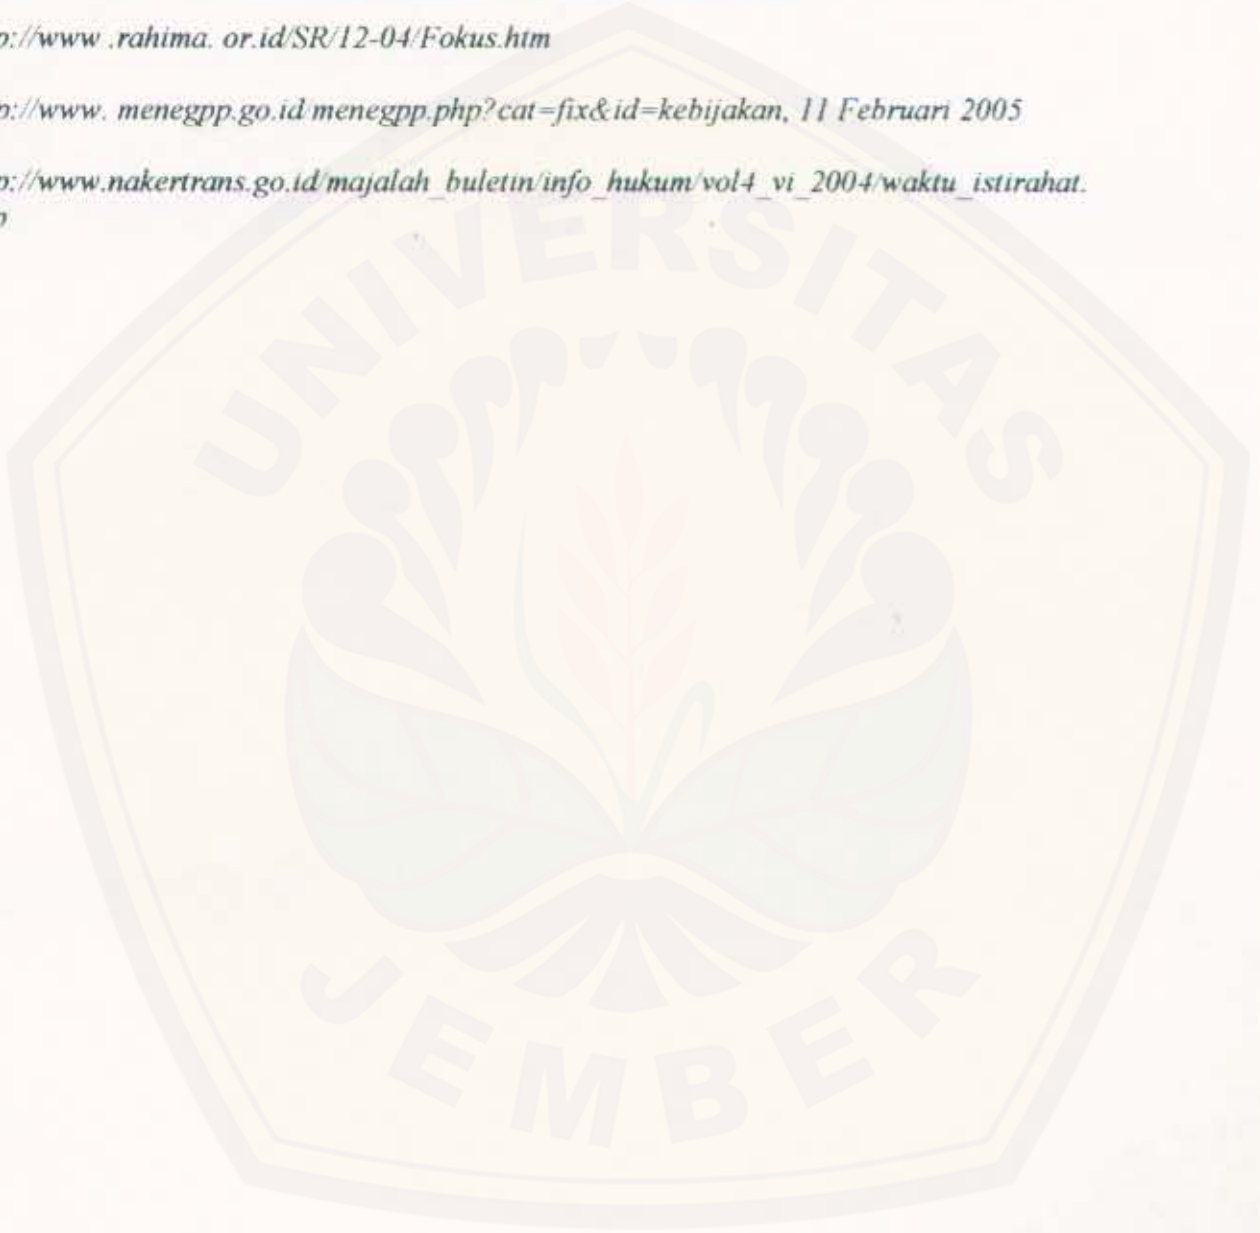 p://www .rahima. or.id/SR/12-04/Fokus.htm
p://www. menegpp.go.id/menegpp.php?cat=fix&id=kebijakan, 11 Februari 2005
p://www.nakertrans.go.id/majalah_buletin/info_hukum/vol4_vi_2004/waktu_istirahat.
p
UNIVERSITAS
JEMBER